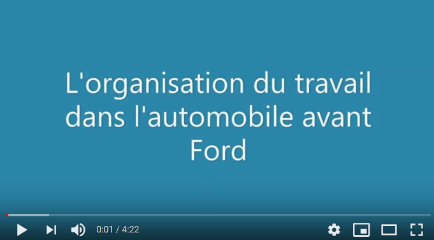 L'organisation du travail
dans l'automobile avant
Ford
0:01 / 4:22